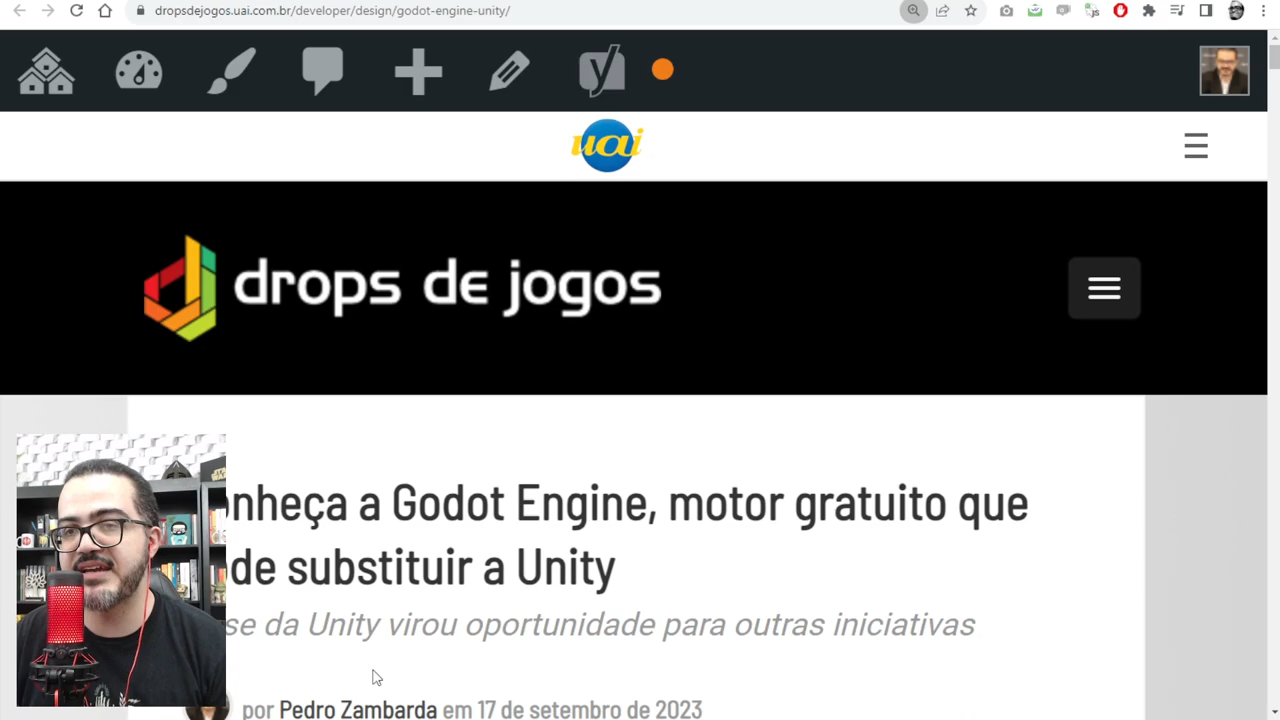 dropsdejogos.uai.com.br/developer/design/godot-engine-unity/
uai
drops de jogos
onheça a Godot Engine, motor gratuito que
de substituir a Unity
se da Unity virou oportunidade para outras iniciativas
por Pedro Zambarda em 17 de setembro de 2023